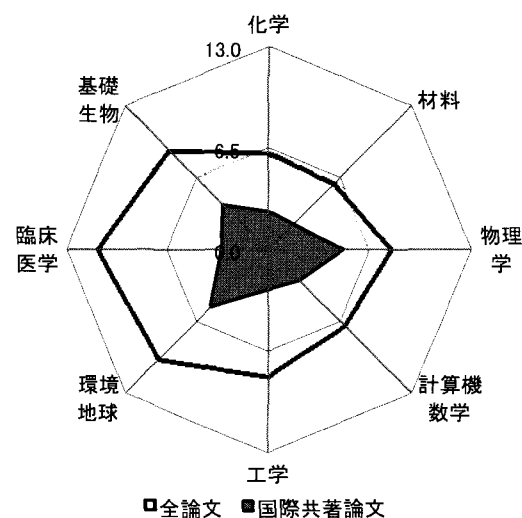 化学
13.0
基礎
生物
材料
6.5
臨床
医学
0.0
物理
学
環境
地球
計算機
数学
工学
全論文 国際共著論文